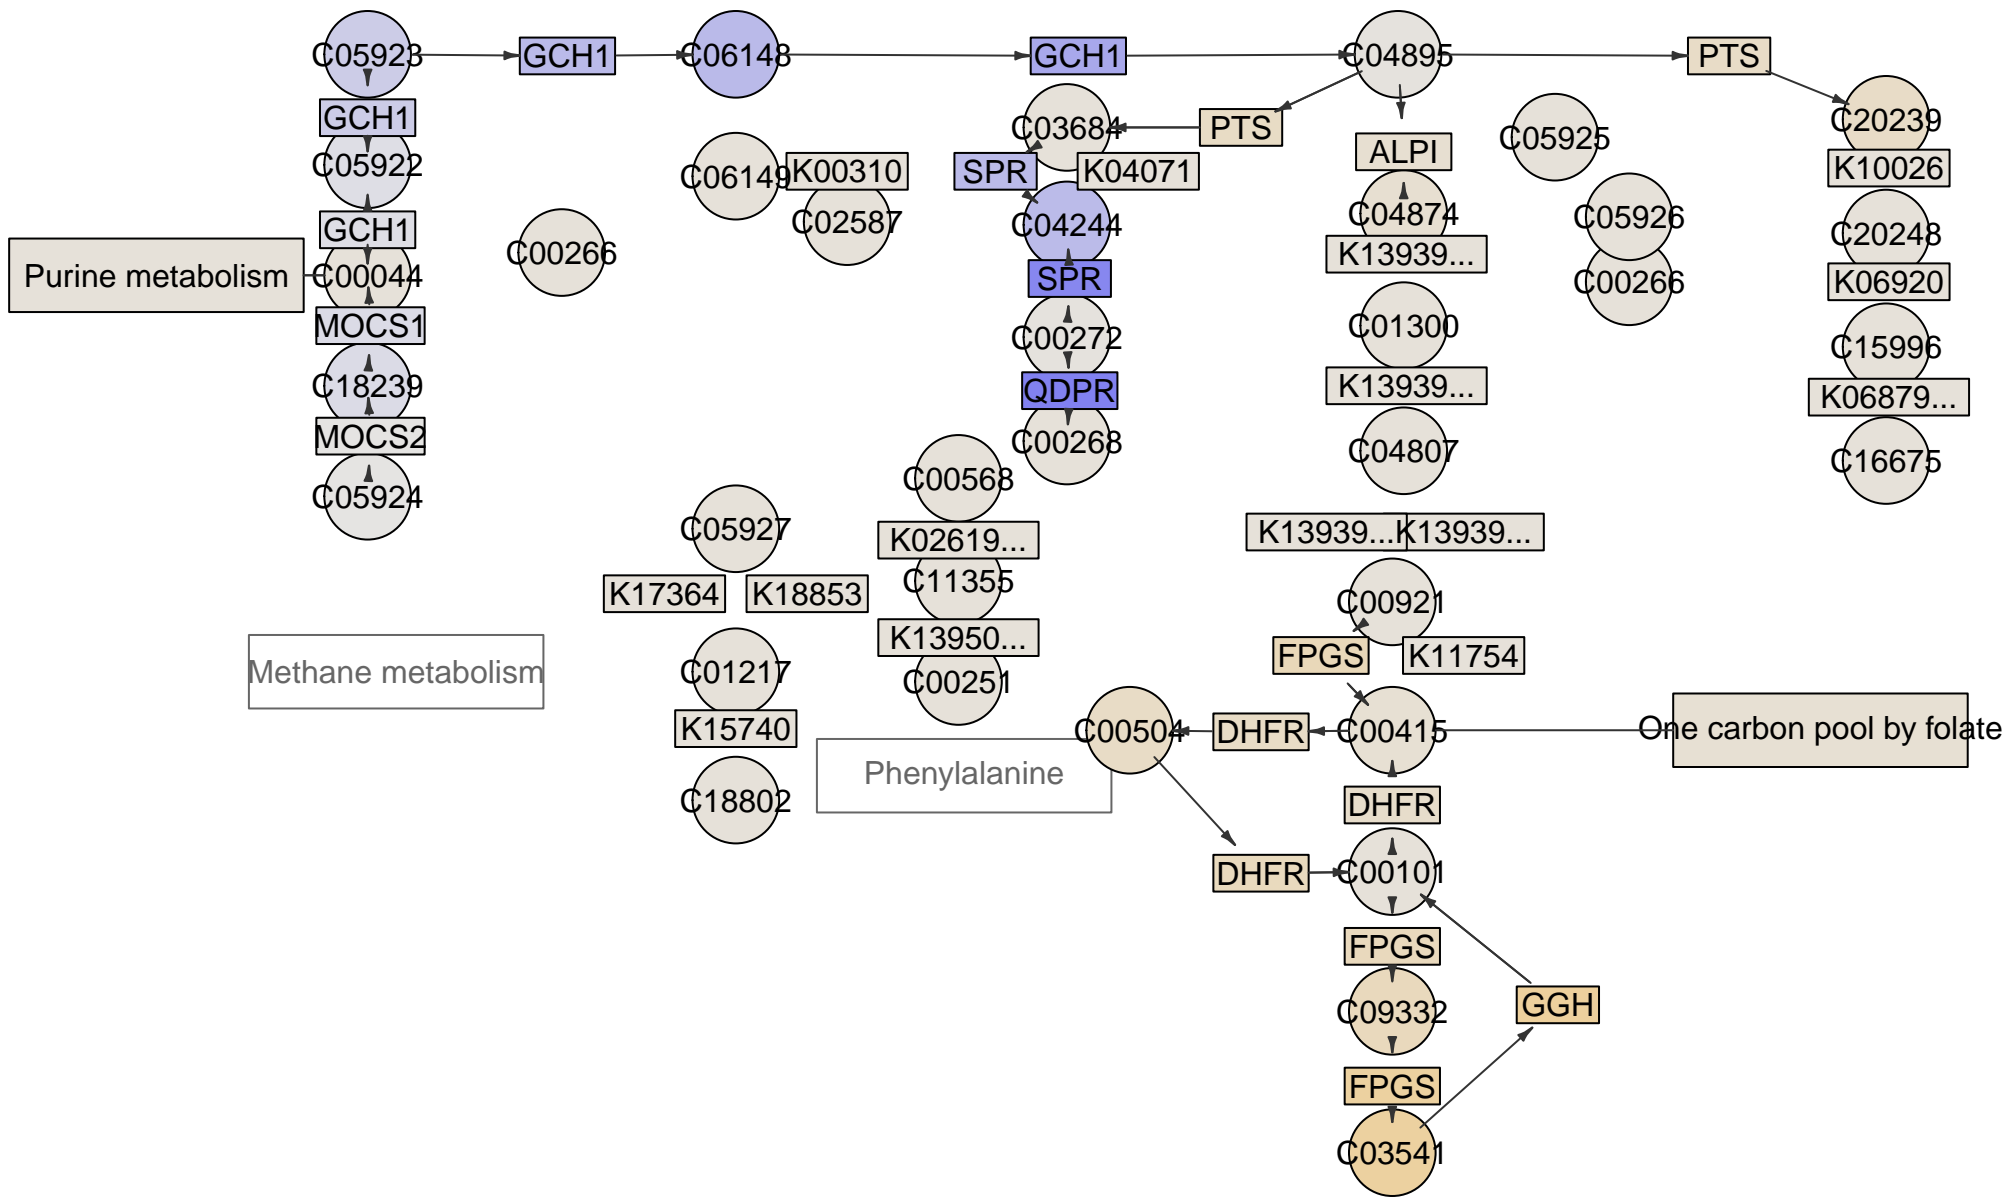 C05923
GCH1
C06148
GCH1
C04895
PTS
GCH1
C03684
PTS
C20239
C05922
C06149
K00310
SPR
K04071
ALPI
C05925
K10026
GCH1
C00266
C02587
C04244
C04874
C05926
C20248
Purine metabolism
C00044
SPR
K13939...
C00266
K06920
MOCS1
C00272
C01300
C15996
C18239
QDPR
K13939...
K06879...
MOCS2
C00268
C04807
C16675
C05924
C00568
C05927
K02619...
K13939...
K13939...
K17364
K18853
C11355
C00921
Methane metabolism
C01217
K13950...
FPGS
K11754
C00251
K15740
C00504
DHFR
C00415
One carbon pool by folate
Phenylalanine
C18802
DHFR
DHFR
C00101
FPGS
C09332
GGH
FPGS
C03541